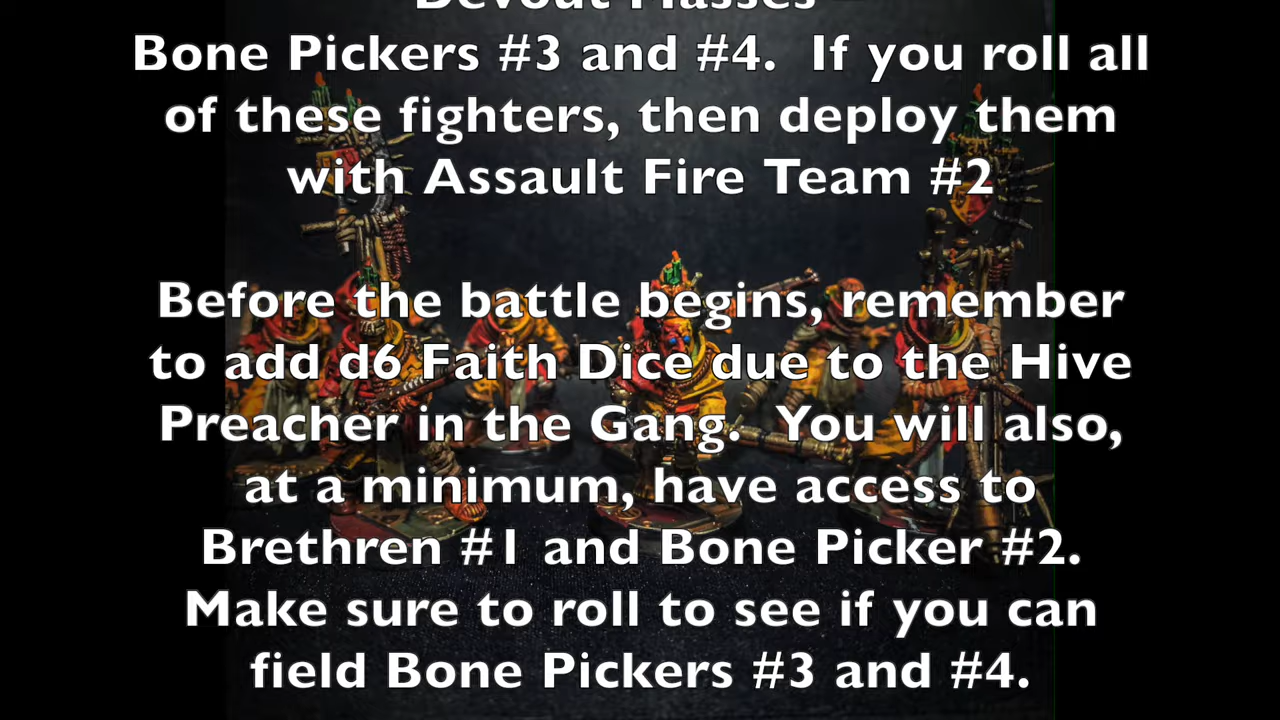 Devout Masses –
Bone Pickers #3 and #4.  If you roll all
of these fighters, then deploy them
with Assault Fire Team #2
Before the battle begins, remember
to add d6 Faith Dice due to the Hive
Preacher in the Gang.  You will also,
at a minimum, have access to
Brethren #1 and Bone Picker #2.
Make sure to roll to see if you can
field Bone Pickers #3 and #4.